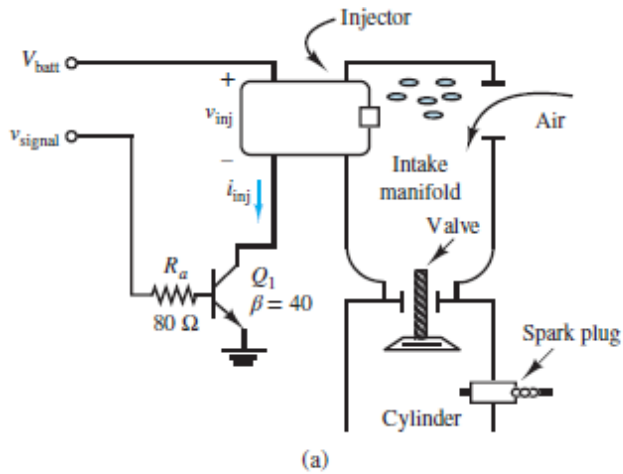 Injector
V_batt
+
v_inj
v_signal
Air
–
Intake
manifold
i_inj
Valve
R_a
Q_1
β = 40
80 Ω
Spark plug
Cylinder
(a)